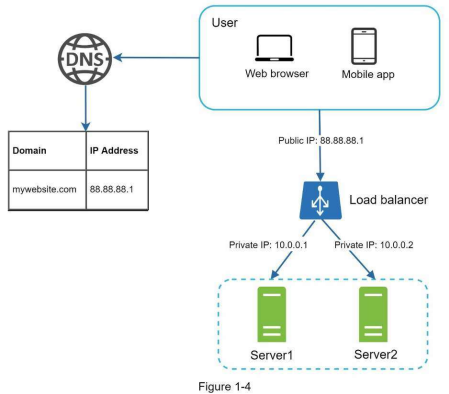 User
DNS
Web browser
Mobile app
Public IP: 88.88.88.1
Domain IP Address
mywebsite.com 88.88.88.1
Load balancer
Private IP: 10.0.0.1
Private IP: 10.0.0.2
Server1
Server2
Figure 1-4